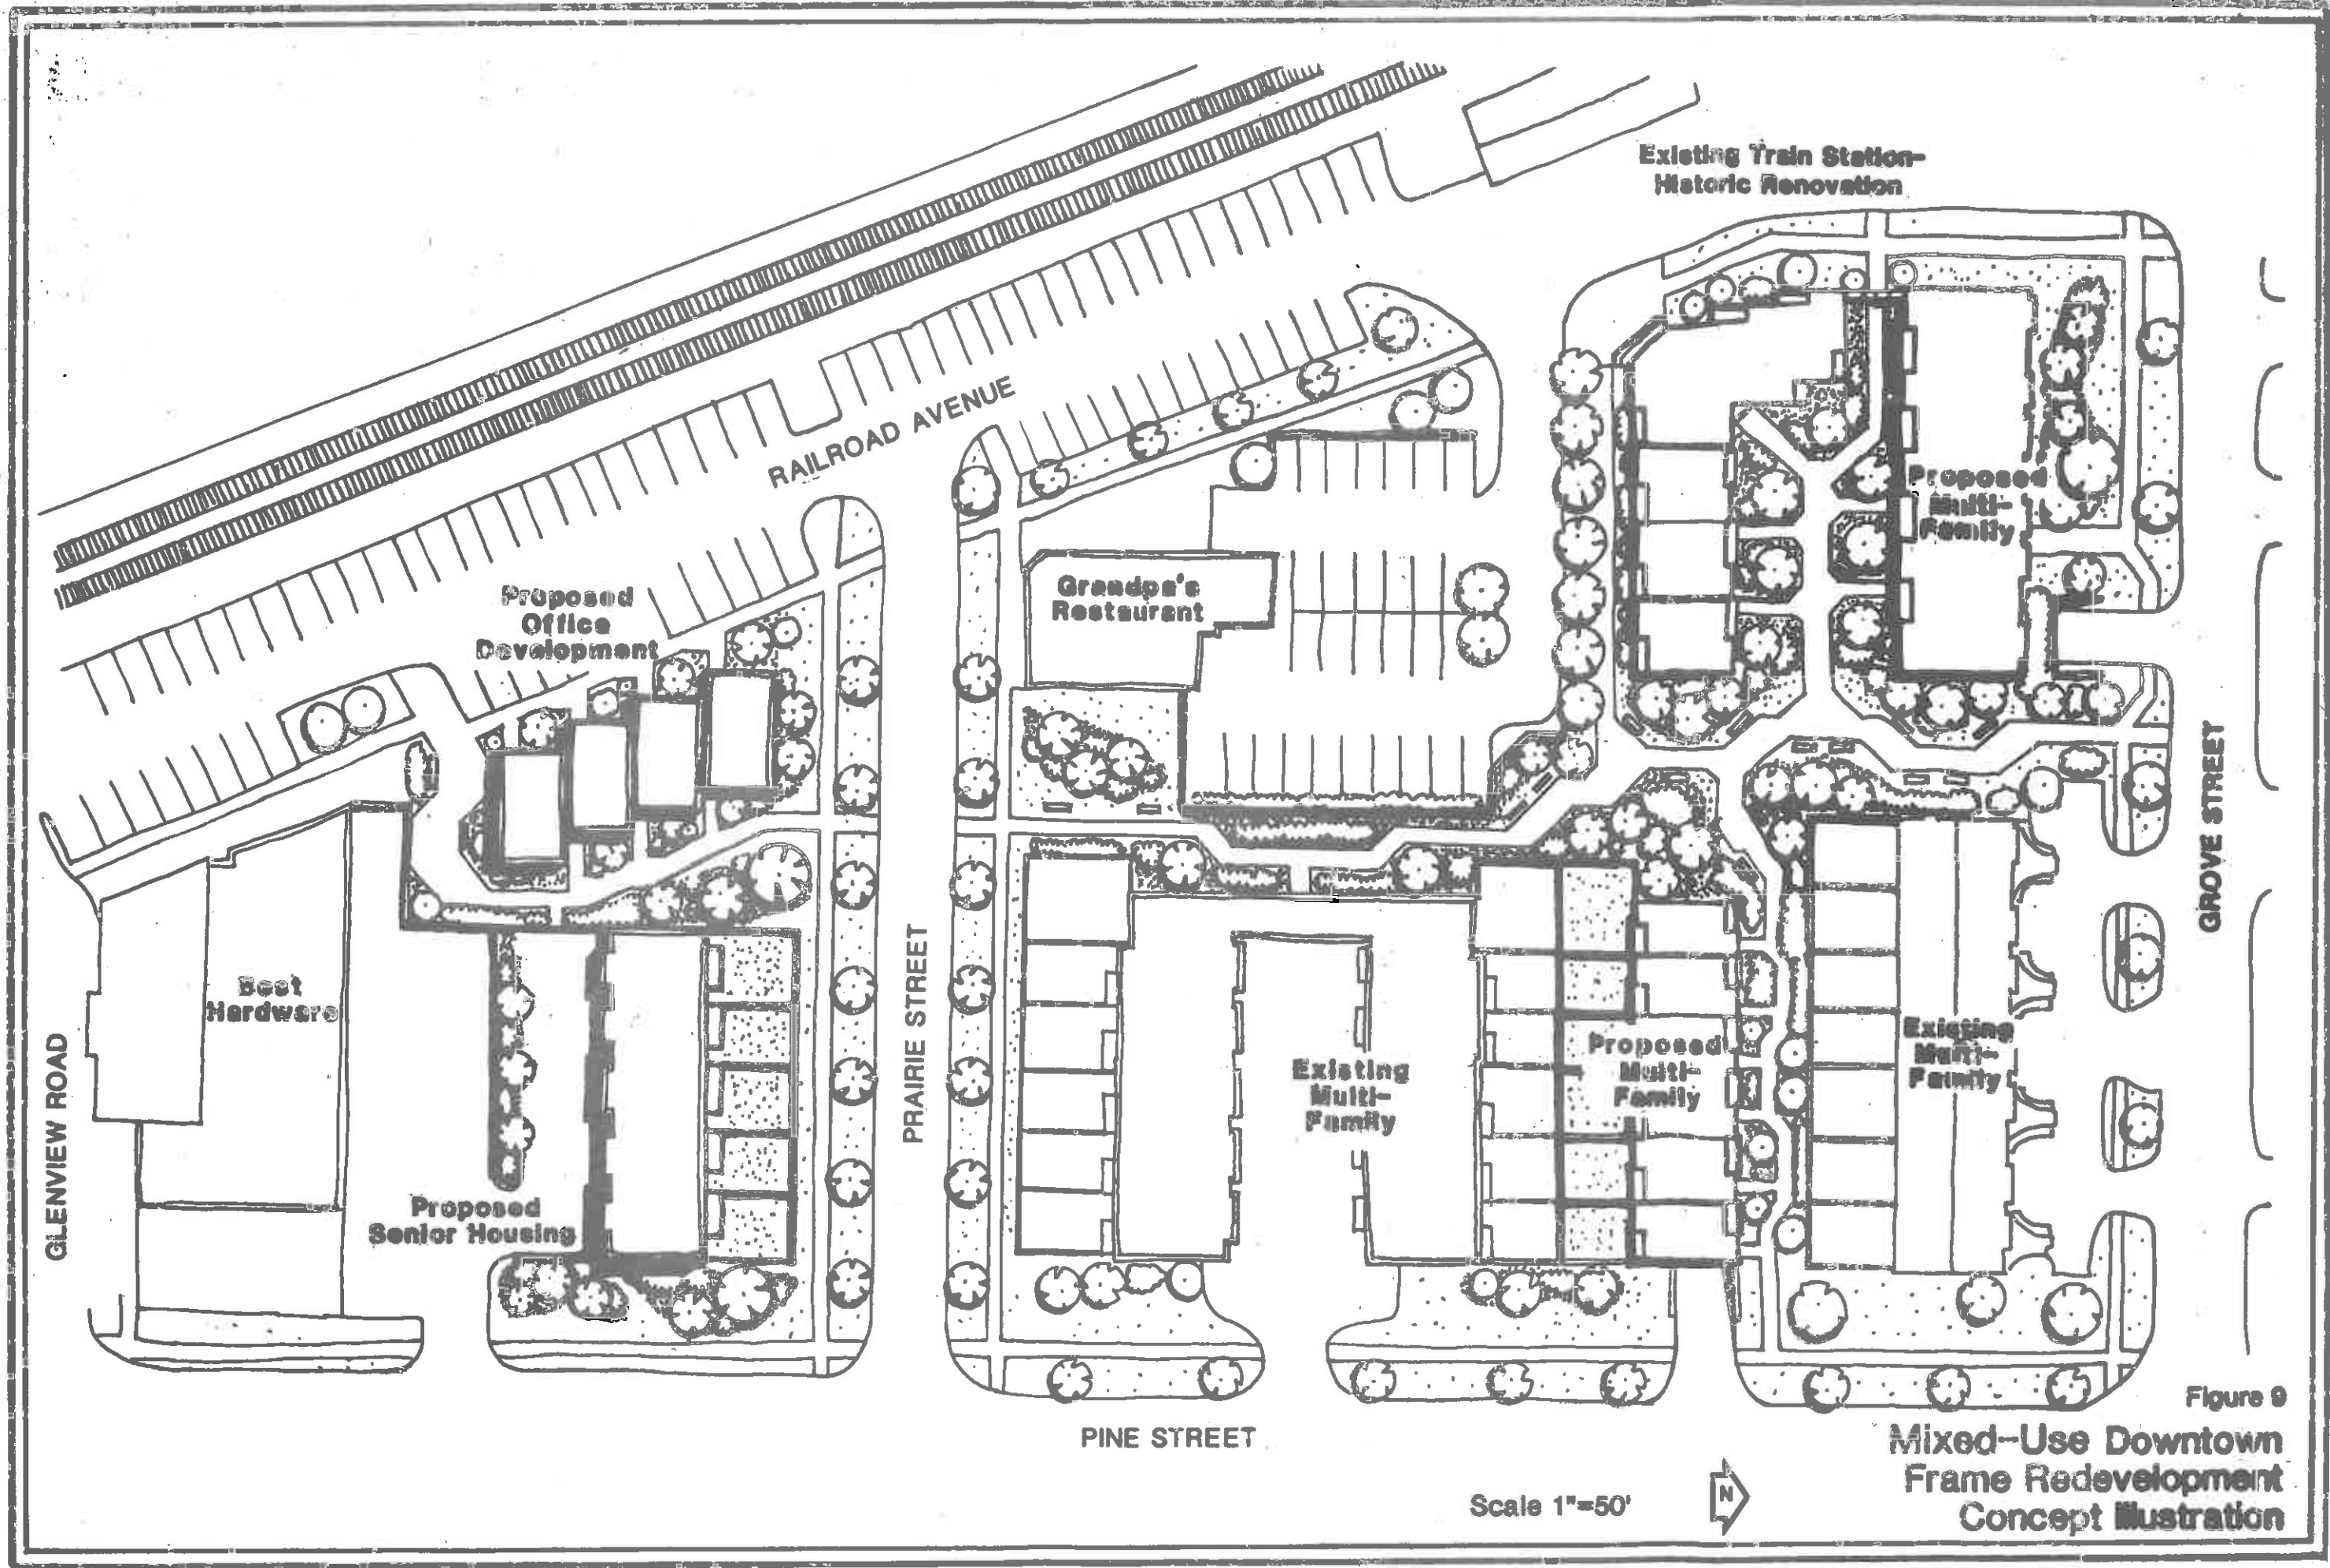 Existing Train Station-
Historic Renovation
RAILROAD AVENUE
Proposed
Multi-
Family
Grandpa's
Restaurant
Proposed
Office
Development
GROVE STREET
PRAIRIE STREET
GLENVIEW ROAD
Best
Hardware
Existing
Multi-
Family
Proposed
Multi-
Family
Existing
Multi-
Family
Proposed
Senior Housing
PINE STREET
Figure 9
Mixed-Use Downtown
Frame Redevelopment
Concept Illustration
Scale 1"=50'
N